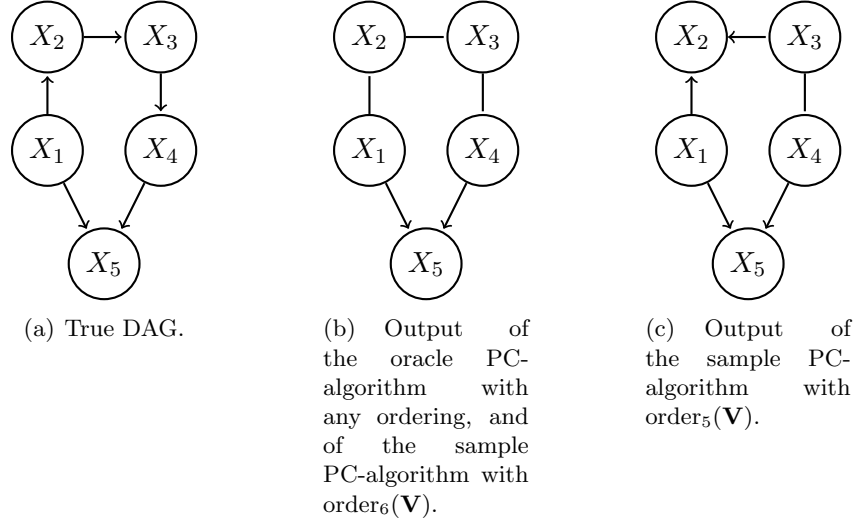 X₂ X₃
X₁ X₄
X₅
(a) True DAG.
X₂ X₃
X₁ X₄
X₅
(b) Output of
the oracle PC-
algorithm with
any ordering, and
of the sample
PC-algorithm with
order₆(V).
X₂ X₃
X₁ X₄
X₅
(c) Output of
the sample PC-
algorithm with
order₅(V).